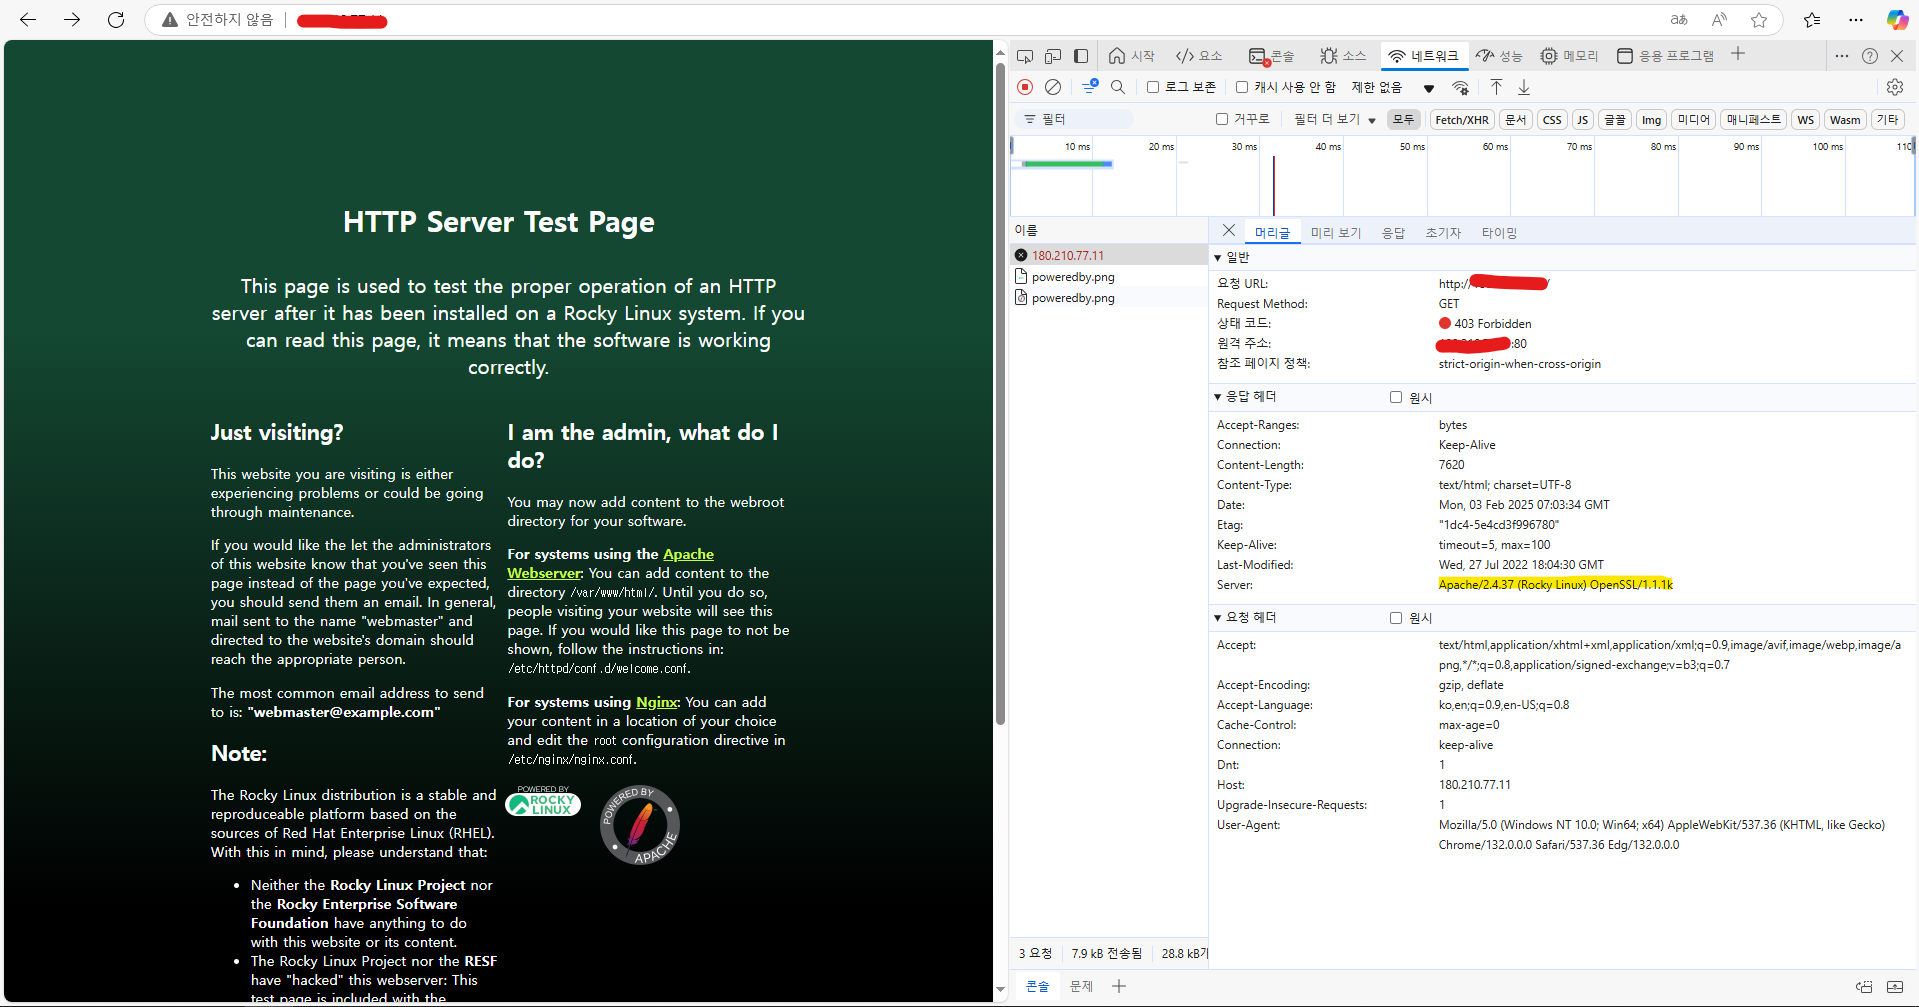 안전하지 않음
HTTP Server Test Page
This page is used to test the proper operation of an HTTP
server after it has been installed on a Rocky Linux system. If you
can read this page, it means that the software is working
correctly.
Just visiting?
This website you are visiting is either
experiencing problems or could be going
through maintenance.
If you would like the let the administrators
of this website know that you've seen this
page instead of the page you've expected,
you should send them an email. In general,
mail sent to the name "webmaster" and
directed to the website's domain should
reach the appropriate person.
The most common email address to send
to is: "webmaster@example.com"
Note:
The Rocky Linux distribution is a stable and
reproduceable platform based on the
sources of Red Hat Enterprise Linux (RHEL).
With this in mind, please understand that:
Neither the Rocky Linux Project nor
the Rocky Enterprise Software
Foundation have anything to do
with this website or its content.
The Rocky Linux Project nor the RESF
have "hacked" this webserver: This
test page is included with the
I am the admin, what do I
do?
You may now add content to the webroot
directory for your software.
For systems using the Apache
Webserver: You can add content to the
directory /var/www/html/. Until you do so,
people visiting your website will see this
page. If you would like this page to not be
shown, follow the instructions in:
/etc/httpd/conf.d/welcome.conf.
For systems using Nginx: You can add
your content in a location of your choice
and edit the root configuration directive in
/etc/nginx/nginx.conf.
POWERED BY
ROCKY
LINUX
POWERED BY
APACHE
시작 요소 콘솔 소스 네트워크 성능 메모리 응용 프로그램
로그 보존 캐시 사용 안 함 제한 없음
필터 거꾸로 필터 더 보기 모두 Fetch/XHR 문서 CSS JS 글꼴 Img 미디어 매니페스트 WS Wasm 기타
10 ms 20 ms 30 ms 40 ms 50 ms 60 ms 70 ms 80 ms 90 ms 100 ms 110
이름
180.210.77.11
poweredby.png
poweredby.png
머리글 미리 보기 응답 초기자 타이밍
일반
요청 URL: http://
Request Method: GET
상태 코드: 403 Forbidden
원격 주소: :80
참조 페이지 정책: strict-origin-when-cross-origin
응답 헤더 원시
Accept-Ranges: bytes
Connection: Keep-Alive
Content-Length: 7620
Content-Type: text/html; charset=UTF-8
Date: Mon, 03 Feb 2025 07:03:34 GMT
Etag: "1dc4-5e4cd3f996780"
Keep-Alive: timeout=5, max=100
Last-Modified: Wed, 27 Jul 2022 18:04:30 GMT
Server: Apache/2.4.37 (Rocky Linux) OpenSSL/1.1.1k
요청 헤더 원시
Accept: text/html,application/xhtml+xml,application/xml;q=0.9,image/avif,image/webp,image/a
png,*/*;q=0.8,application/signed-exchange;v=b3;q=0.7
Accept-Encoding: gzip, deflate
Accept-Language: ko,en;q=0.9,en-US;q=0.8
Cache-Control: max-age=0
Connection: keep-alive
Dnt: 1
Host: 180.210.77.11
Upgrade-Insecure-Requests: 1
User-Agent: Mozilla/5.0 (Windows NT 10.0; Win64; x64) AppleWebKit/537.36 (KHTML, like Gecko)
Chrome/132.0.0.0 Safari/537.36 Edg/132.0.0.0
3 요청 7.9 kB 전송됨 28.8 kB
콘솔 문제